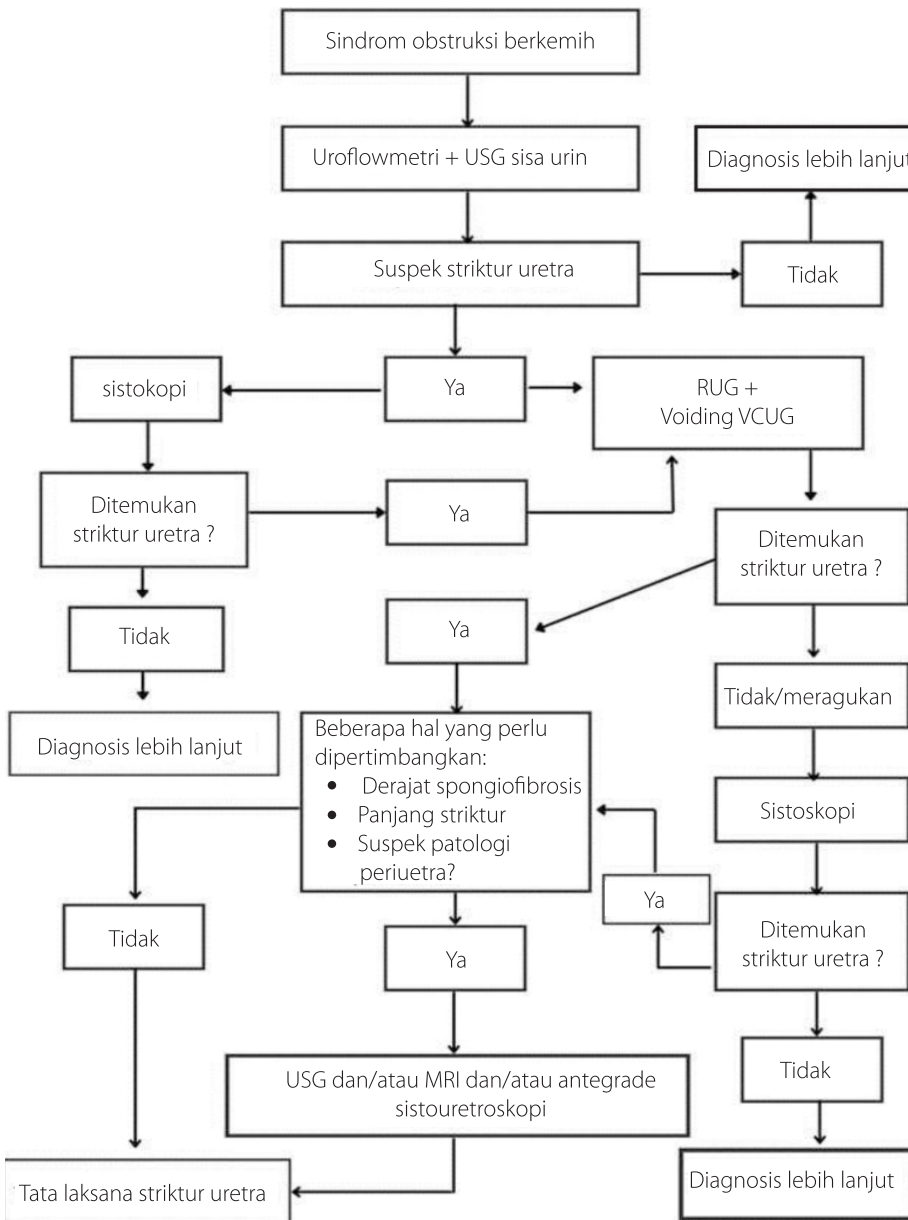 Sindrom obstruksi berkemih
Uroflowmetri + USG sisa urin
Diagnosis lebih lanjut
Suspek striktur uretra
Tidak
sistokopi
Ya
RUG +
Voiding VCUG
Ditemukan
striktur uretra ?
Ya
Ditemukan
striktur uretra ?
Tidak
Ya
Tidak/meragukan
Diagnosis lebih lanjut
Beberapa hal yang perlu
dipertimbangkan:
• Derajat spongiofibrosis
• Panjang striktur
• Suspek patologi
periuetra?
Sistoskopi
Ya
Tidak
Ya
Ditemukan
striktur uretra ?
USG dan/atau MRI dan/atau antegrade
sistouretroskopi
Tidak
Tata laksana striktur uretra
Diagnosis lebih lanjut